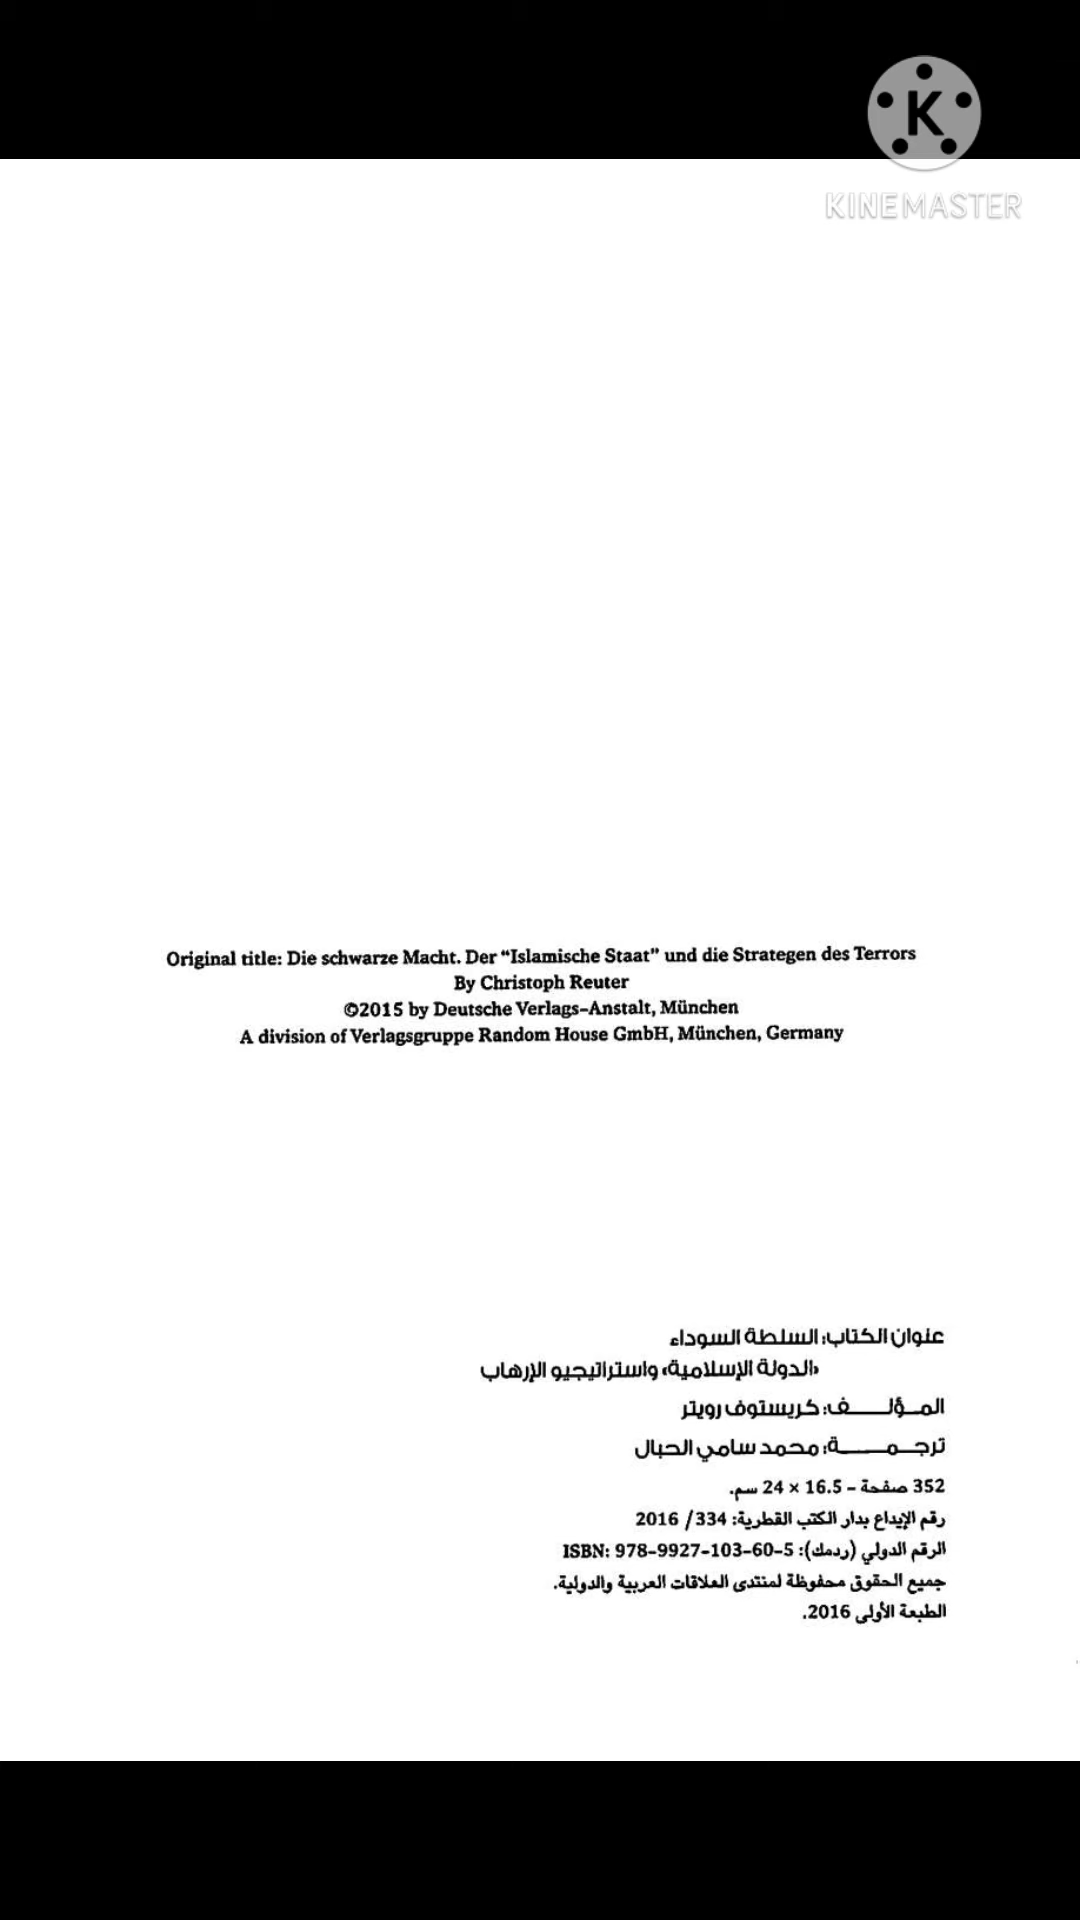 K
KINEMASTER
Original title: Die schwarze Macht. Der “Islamische Staat” und die Strategen des Terrors
By Christoph Reuter
©2015 by Deutsche Verlags-Anstalt, München
A division of Verlagsgruppe Random House GmbH, München, Germany
عنوان الكتاب: السلطة السوداء
«الدولة الإسلامية» واستراتيجيو الإرهاب
المـؤلـــــف: كريستوف رويتر
ترجـمـــــة: محمد سامي الحبال
352 صفحة – 16.5 × 24 سم.
رقم الإيداع بدار الكتب القطرية: 334/ 2016
الرقم الدولي (ردمك): ISBN: 978-9927-103-60-5
جميع الحقوق محفوظة لمنتدى العلاقات العربية والدولية.
الطبعة الأولى 2016.